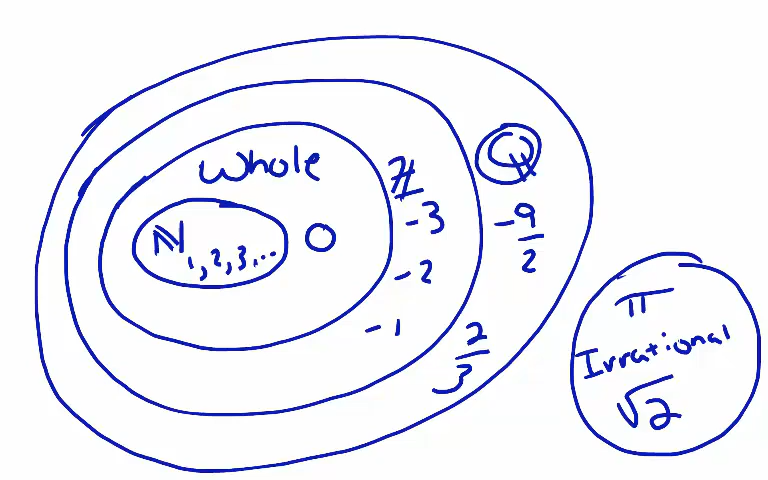 Whole
ℕ 1, 2, 3, ...
0
ℤ
-3
-2
-1
ℚ
-9/2
2/3
π
Irrational
√2